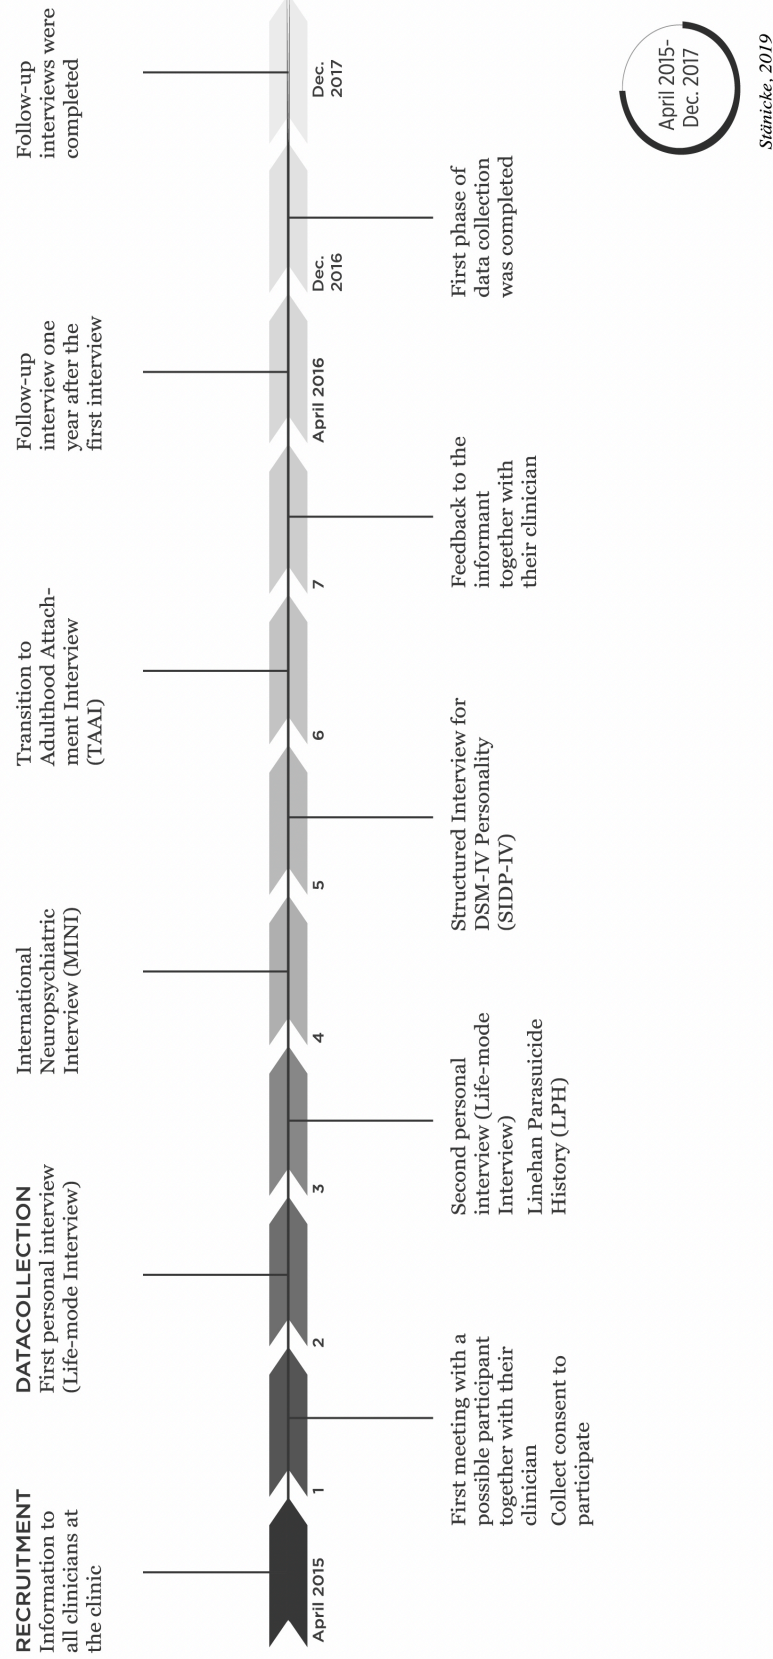 RECRUITMENT
Information to
all clinicians at
the clinic
April 2015
1
First meeting with a
possible participant
together with their
clinician
Collect consent to
participate
DATACOLLECTION
First personal interview
(Life-mode Interview)
2
3
Second personal
interview (Life-mode
Interview)
Linehan Parasuicide
History (LPH)
International
Neuropsychiatric
Interview (MINI)
4
5
Structured Interview for
DSM-IV Personality
(SIDP-IV)
Transition to
Adulthood Attach-
ment Interview
(TAAI)
6
7
Feedback to the
informant
together with
their clinician
Follow-up
interview one
year after the
first interview
April 2016
Dec.
2016
First phase of
data collection
was completed
Follow-up
interviews were
completed
Dec.
2017
April 2015-
Dec. 2017
Stänicke, 2019